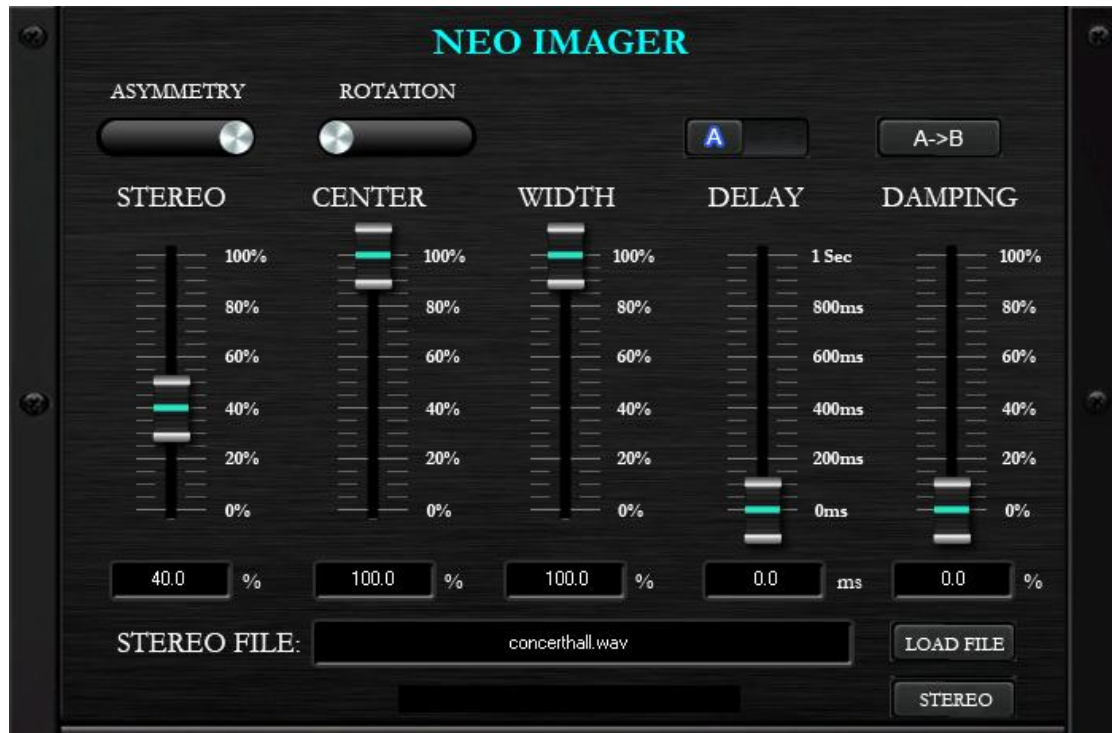 NEO IMAGER
ASYMMETRY ROTATION
A A->B
STEREO CENTER WIDTH DELAY DAMPING
100% 100% 100% 1 Sec 100%
80% 80% 80% 800ms 80%
60% 60% 60% 600ms 60%
40% 40% 40% 400ms 40%
20% 20% 20% 200ms 20%
0% 0% 0% 0ms 0%
40.0 % 100.0 % 100.0 % 0.0 ms 0.0 %
STEREO FILE: concerthall.wav LOAD FILE
STEREO